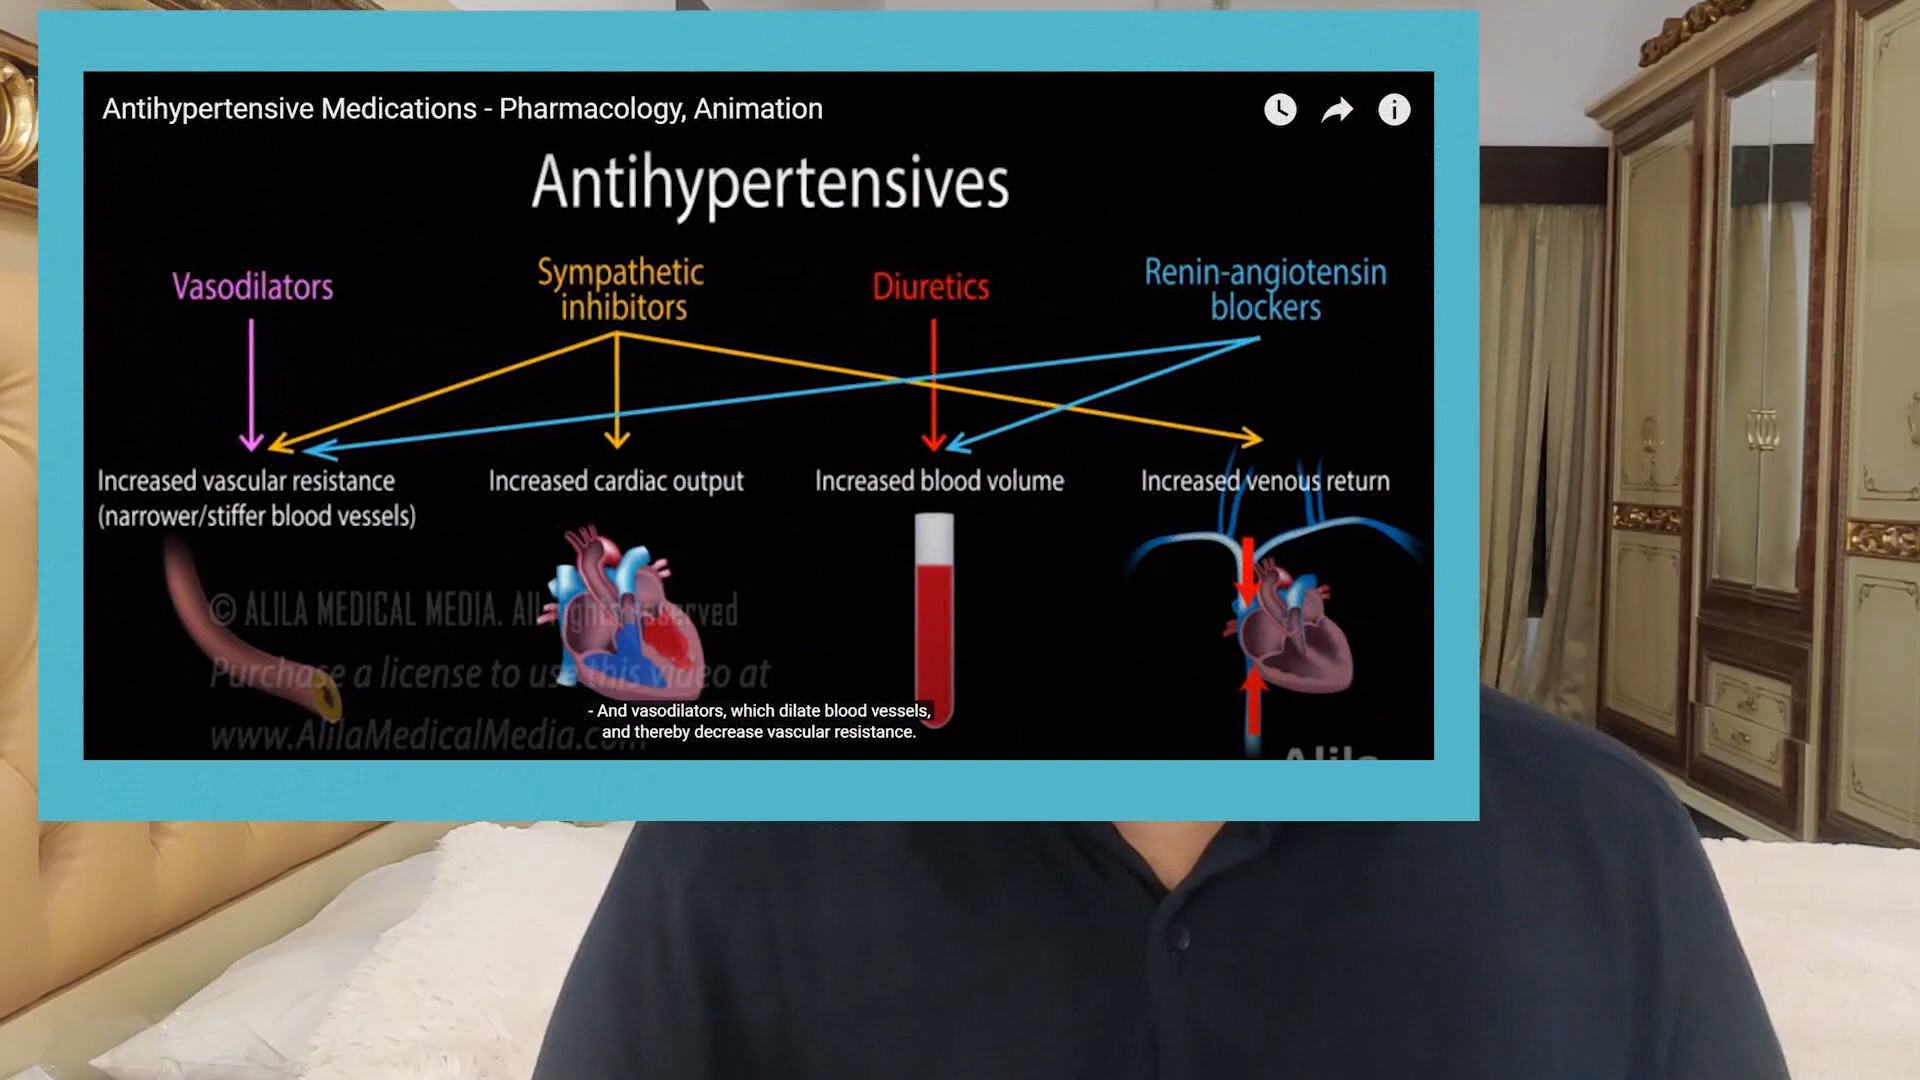 Antihypertensive Medications - Pharmacology, Animation
Antihypertensives
Vasodilators
Sympathetic
inhibitors
Diuretics
Renin-angiotensin
blockers
Increased vascular resistance
(narrower/stiffer blood vessels)
Increased cardiac output
Increased blood volume
Increased venous return
© ALILA MEDICAL MEDIA. All rights reserved
Purchase a license to use this video at
www.AlilaMedicalMedia.com
- And vasodilators, which dilate blood vessels,
and thereby decrease vascular resistance.
Alila